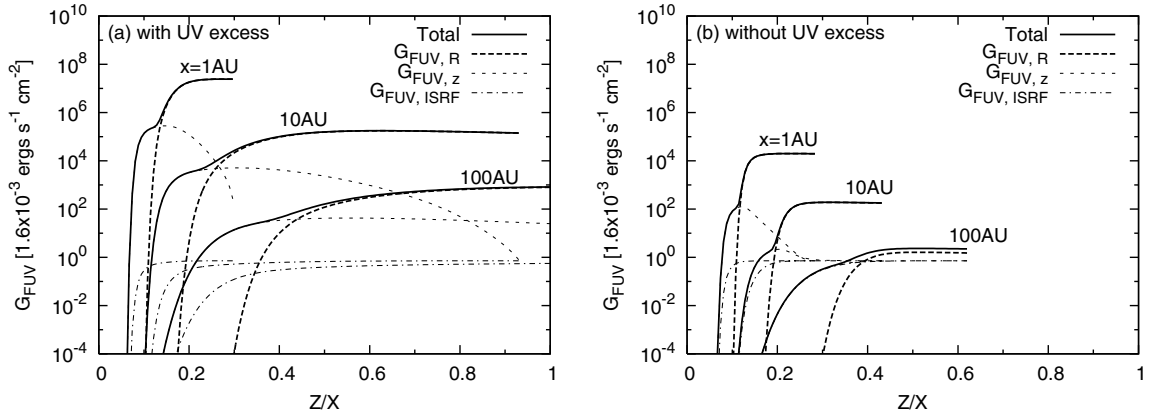 (a) with UV excess
Total
G_FUV, R
G_FUV, z
G_FUV, ISRF
x=1AU
10AU
100AU
G_FUV [1.6x10^-3 ergs s^-1 cm^-2]
10^10
10^8
10^6
10^4
10^2
10^0
10^-2
10^-4
0 0.2 0.4 0.6 0.8 1
Z/X
(b) without UV excess
Total
G_FUV, R
G_FUV, z
G_FUV, ISRF
x=1AU
10AU
100AU
G_FUV [1.6x10^-3 ergs s^-1 cm^-2]
10^10
10^8
10^6
10^4
10^2
10^0
10^-2
10^-4
0 0.2 0.4 0.6 0.8 1
Z/X